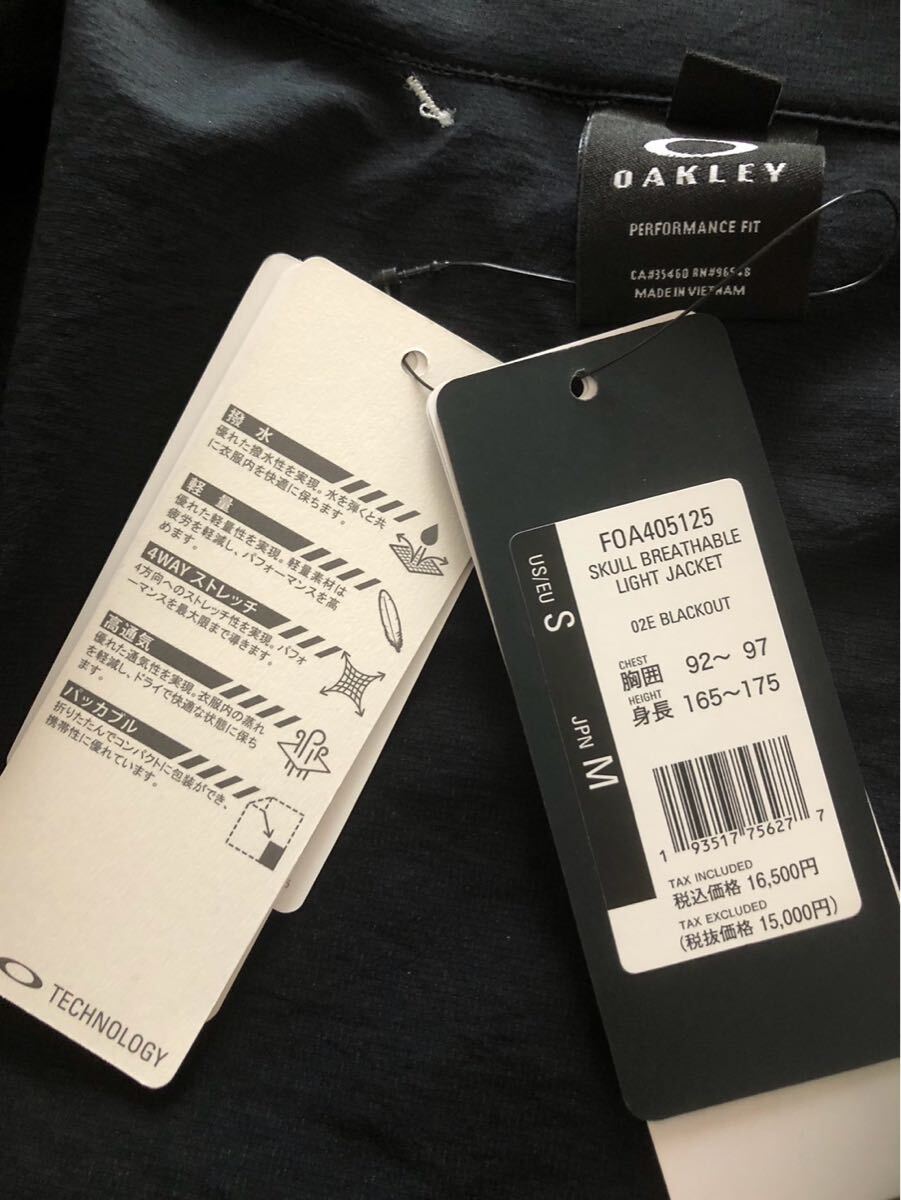 OAKLEY
PERFORMANCE FIT
CA#35460
MADE IN VIETNAM
撥水
優れた撥水性を実現。水を弾くと共
に衣服内を快適に保ちます。
軽量
優れた軽量性を実現。軽量素材は
疲労を軽減し、パフォーマンスを高
めます。
4WAYストレッチ
4方向へのストレッチ性を実現。パフォ
ーマンスを最大限まで導きます。
高通気
優れた通気性を実現。衣服内の蒸れ
を軽減し、ドライで快適な状態に保ち
ます。
パッカブル
折りたたんでコンパクトに包装ができ、
携帯性に優れています。
TECHNOLOGY
5
FOA405125
SKULL BREATHABLE
LIGHT JACKET
02E BLACKOUT
US/EU S
JPN M
CHEST
胸囲 92〜 97
HEIGHT
身長 165〜175
1 93517 75627 7
TAX INCLUDED
税込価格 16,500円
TAX EXCLUDED
(税抜価格 15,000円)